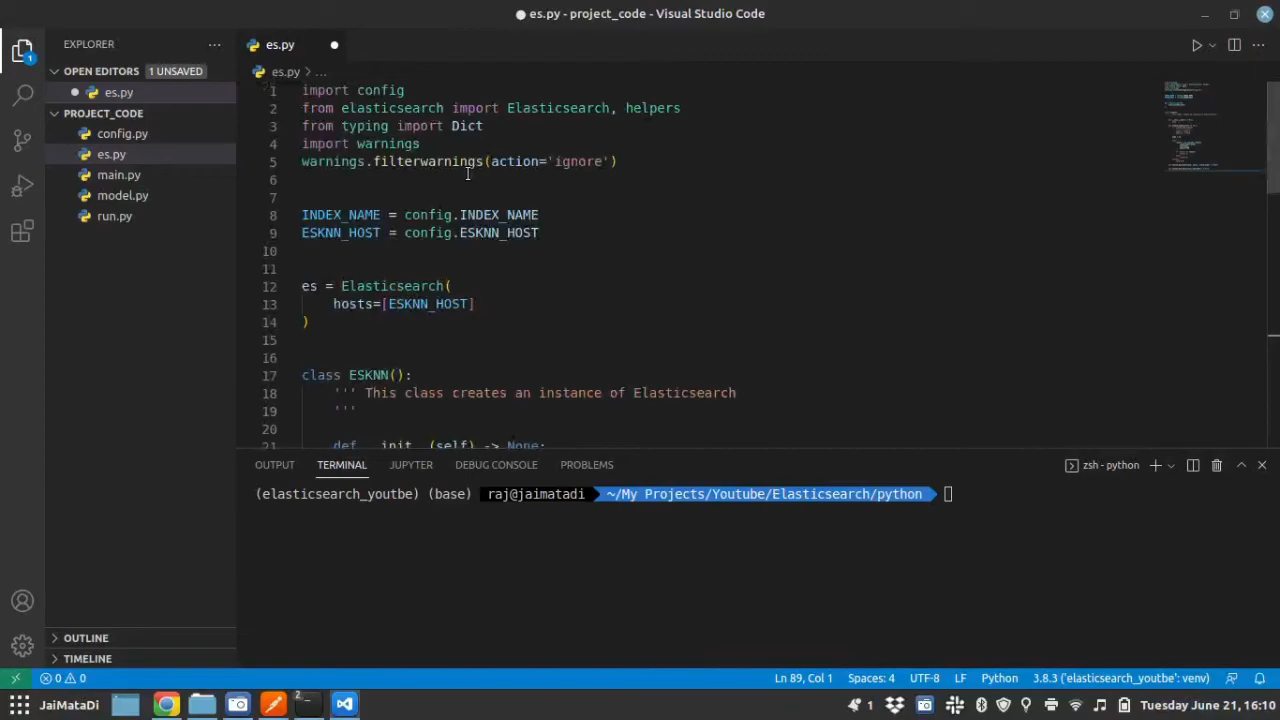 es.py - project_code - Visual Studio Code
EXPLORER
es.py
OPEN EDITORS 1 UNSAVED
es.py > ...
es.py
PROJECT_CODE
config.py
es.py
main.py
model.py
run.py
1 import config
2 from elasticsearch import Elasticsearch, helpers
3 from typing import Dict
4 import warnings
5 warnings.filterwarnings(action='ignore')
6
7
8 INDEX_NAME = config.INDEX_NAME
9 ESKNN_HOST = config.ESKNN_HOST
10
11
12 es = Elasticsearch(
13 hosts=[ESKNN_HOST]
14 )
15
16
17 class ESKNN():
18 ''' This class creates an instance of Elasticsearch
19 '''
20
21 def __init__(self) -> None:
OUTPUT TERMINAL JUPYTER DEBUG CONSOLE PROBLEMS zsh - python
(elasticsearch_youtbe) (base) raj@jaimatadi ~/My Projects/Youtube/Elasticsearch/python
OUTLINE
TIMELINE
0 0 Ln 89, Col 1 Spaces: 4 UTF-8 LF Python 3.8.3 ('elasticsearch_youtbe': venv)
JaiMataDi 2 1 Tuesday June 21, 16:10